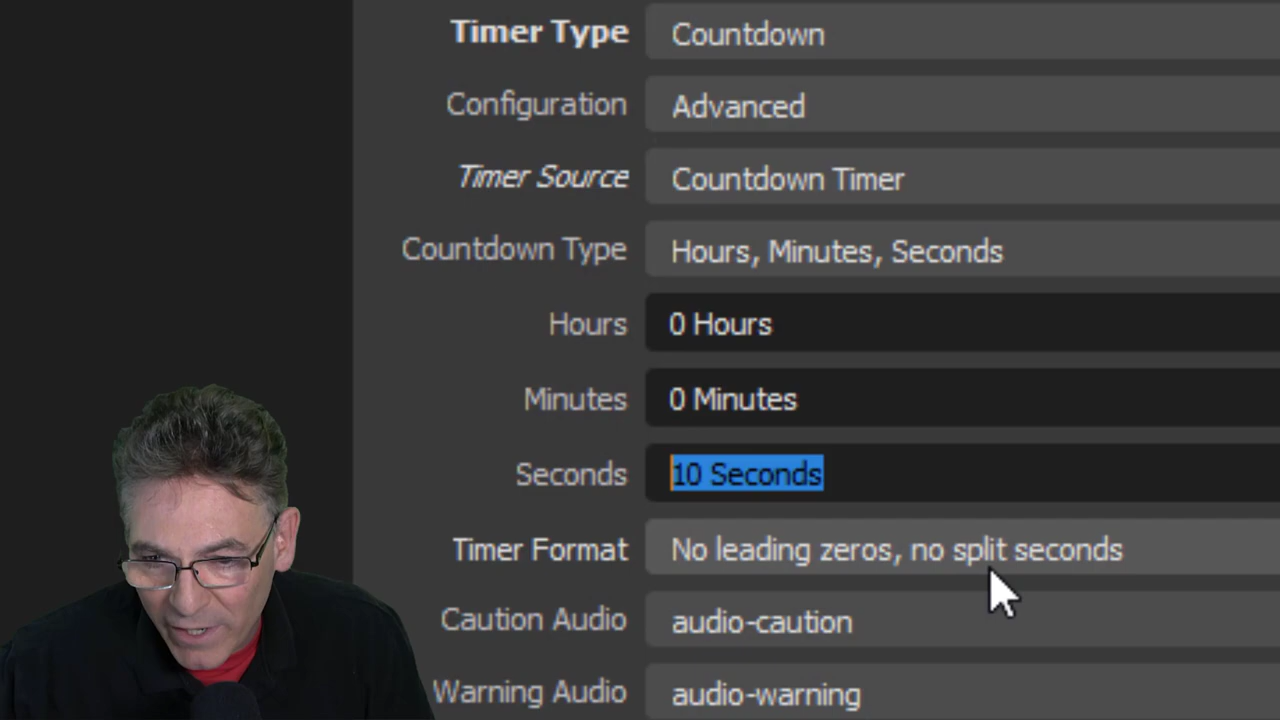 Timer Type Countdown
Configuration Advanced
Timer Source Countdown Timer
Countdown Type Hours, Minutes, Seconds
Hours 0 Hours
Minutes 0 Minutes
Seconds 10 Seconds
Timer Format No leading zeros, no split seconds
Caution Audio audio-caution
Warning Audio audio-warning